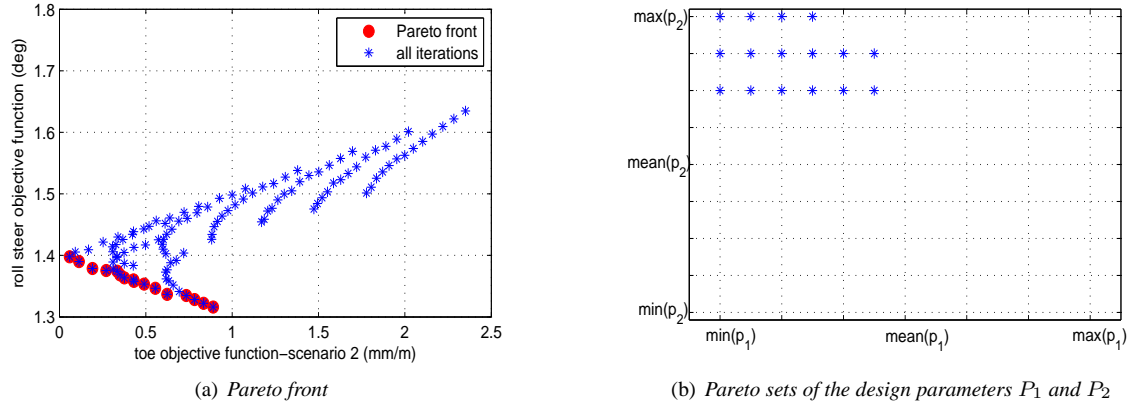 1.8
1.7
1.6
1.5
1.4
1.3
0
0.5
1
1.5
2
2.5
roll steer objective function (deg)
toe objective function−scenario 2 (mm/m)
Pareto front
all iterations
(a) Pareto front
max(p2)
mean(p2)
min(p2)
min(p1)
mean(p1)
max(p1)
(b) Pareto sets of the design parameters P1 and P2